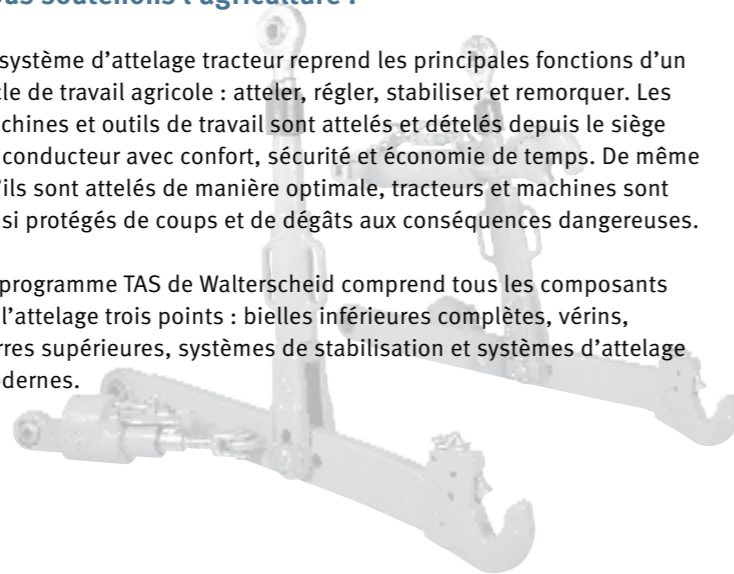 us soutenons l'agriculture !
système d'attelage tracteur reprend les principales fonctions d'un
cle de travail agricole : atteler, régler, stabiliser et remorquer. Les
chines et outils de travail sont attelés et dételés depuis le siège
conducteur avec confort, sécurité et économie de temps. De même
'ils sont attelés de manière optimale, tracteurs et machines sont
si protégés de coups et de dégâts aux conséquences dangereuses.
programme TAS de Walterscheid comprend tous les composants
l'attelage trois points : bielles inférieures complètes, vérins,
rres supérieures, systèmes de stabilisation et systèmes d'attelage
odernes.